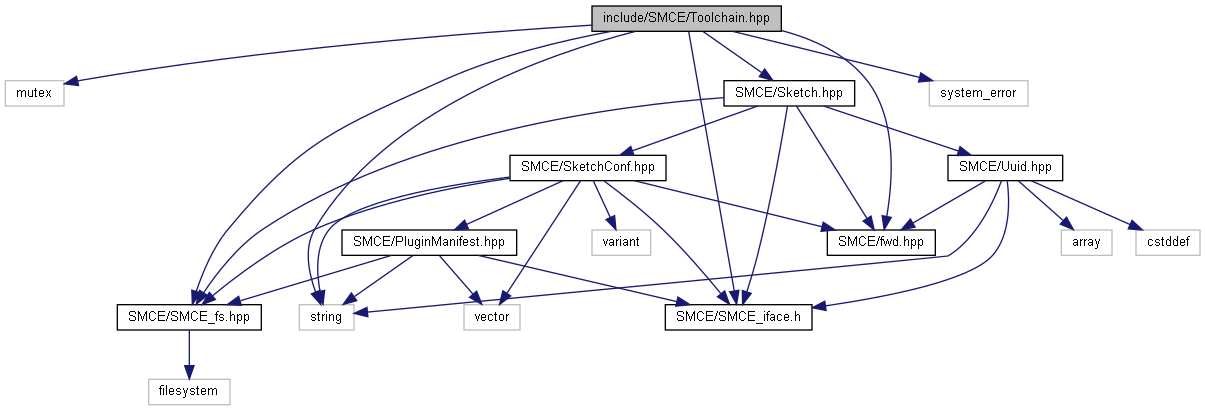 include/SMCE/Toolchain.hpp
mutex
SMCE/Sketch.hpp
system_error
SMCE/SketchConf.hpp
SMCE/Uuid.hpp
SMCE/PluginManifest.hpp
variant
SMCE/fwd.hpp
array
cstddef
SMCE/SMCE_fs.hpp
string
vector
SMCE/SMCE_iface.h
filesystem